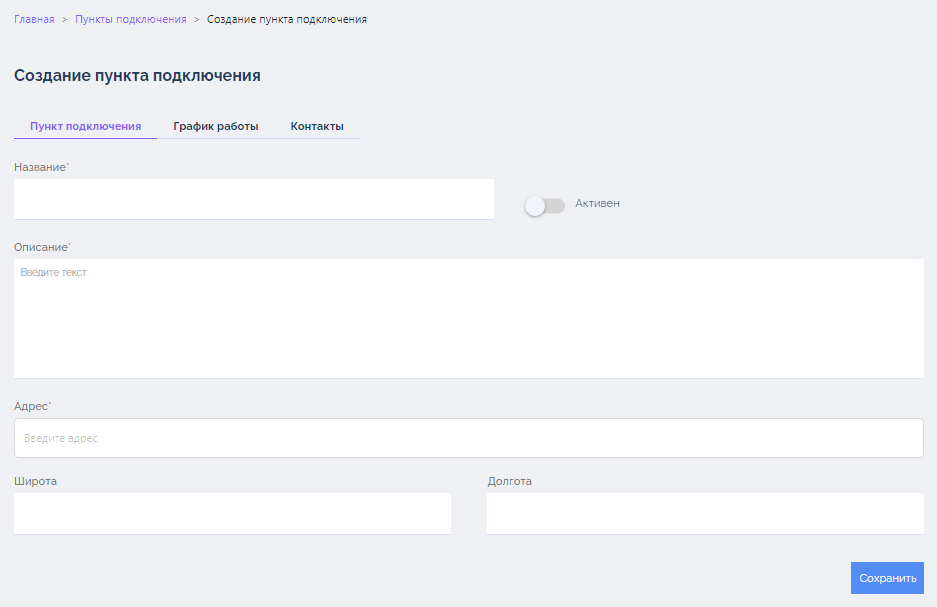 Главная > Пункты подключения > Создание пункта подключения
Создание пункта подключения
Пункт подключения График работы Контакты
Название*
Активен
Описание*
Введите текст
Адрес*
Введите адрес
Широта Долгота
Сохранить